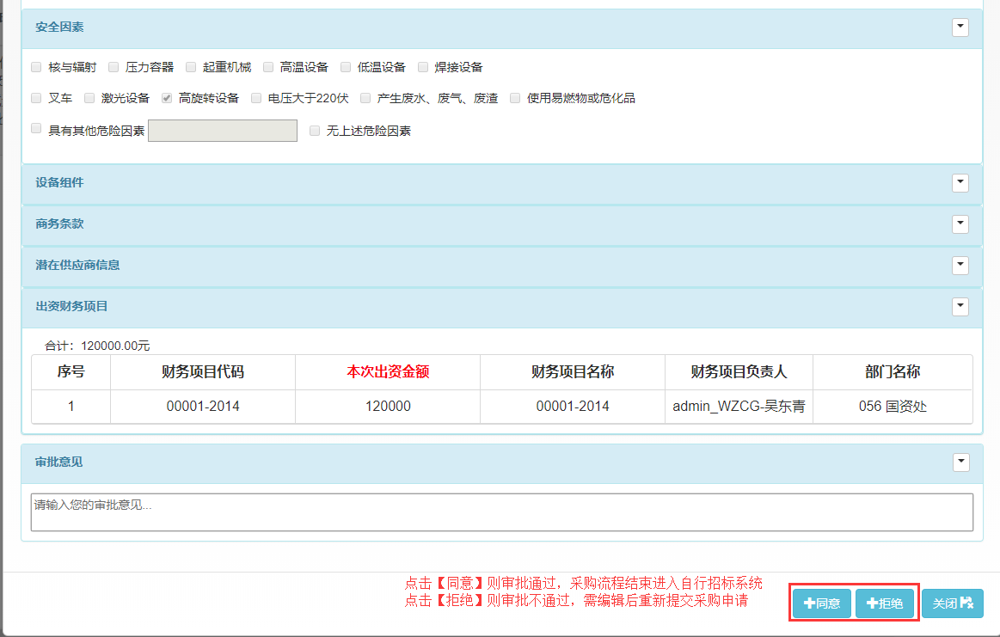 安全因素
核与辐射 压力容器 起重机械 高温设备 低温设备 焊接设备
叉车 激光设备 高旋转设备 电压大于220伏 产生废水、废气、废渣 使用易燃物或危化品
具有其他危险因素 无上述危险因素
设备组件
商务条款
潜在供应商信息
出资财务项目
合计：120000.00元
序号 财务项目代码 本次出资金额 财务项目名称 财务项目负责人 部门名称
1 00001-2014 120000 00001-2014 admin_WZCG-吴东青 056 国资处
审批意见
请输入您的审批意见...
点击【同意】则审批通过，采购流程结束进入自行招标系统
点击【拒绝】则审批不通过，需编辑后重新提交采购申请
同意 拒绝 关闭